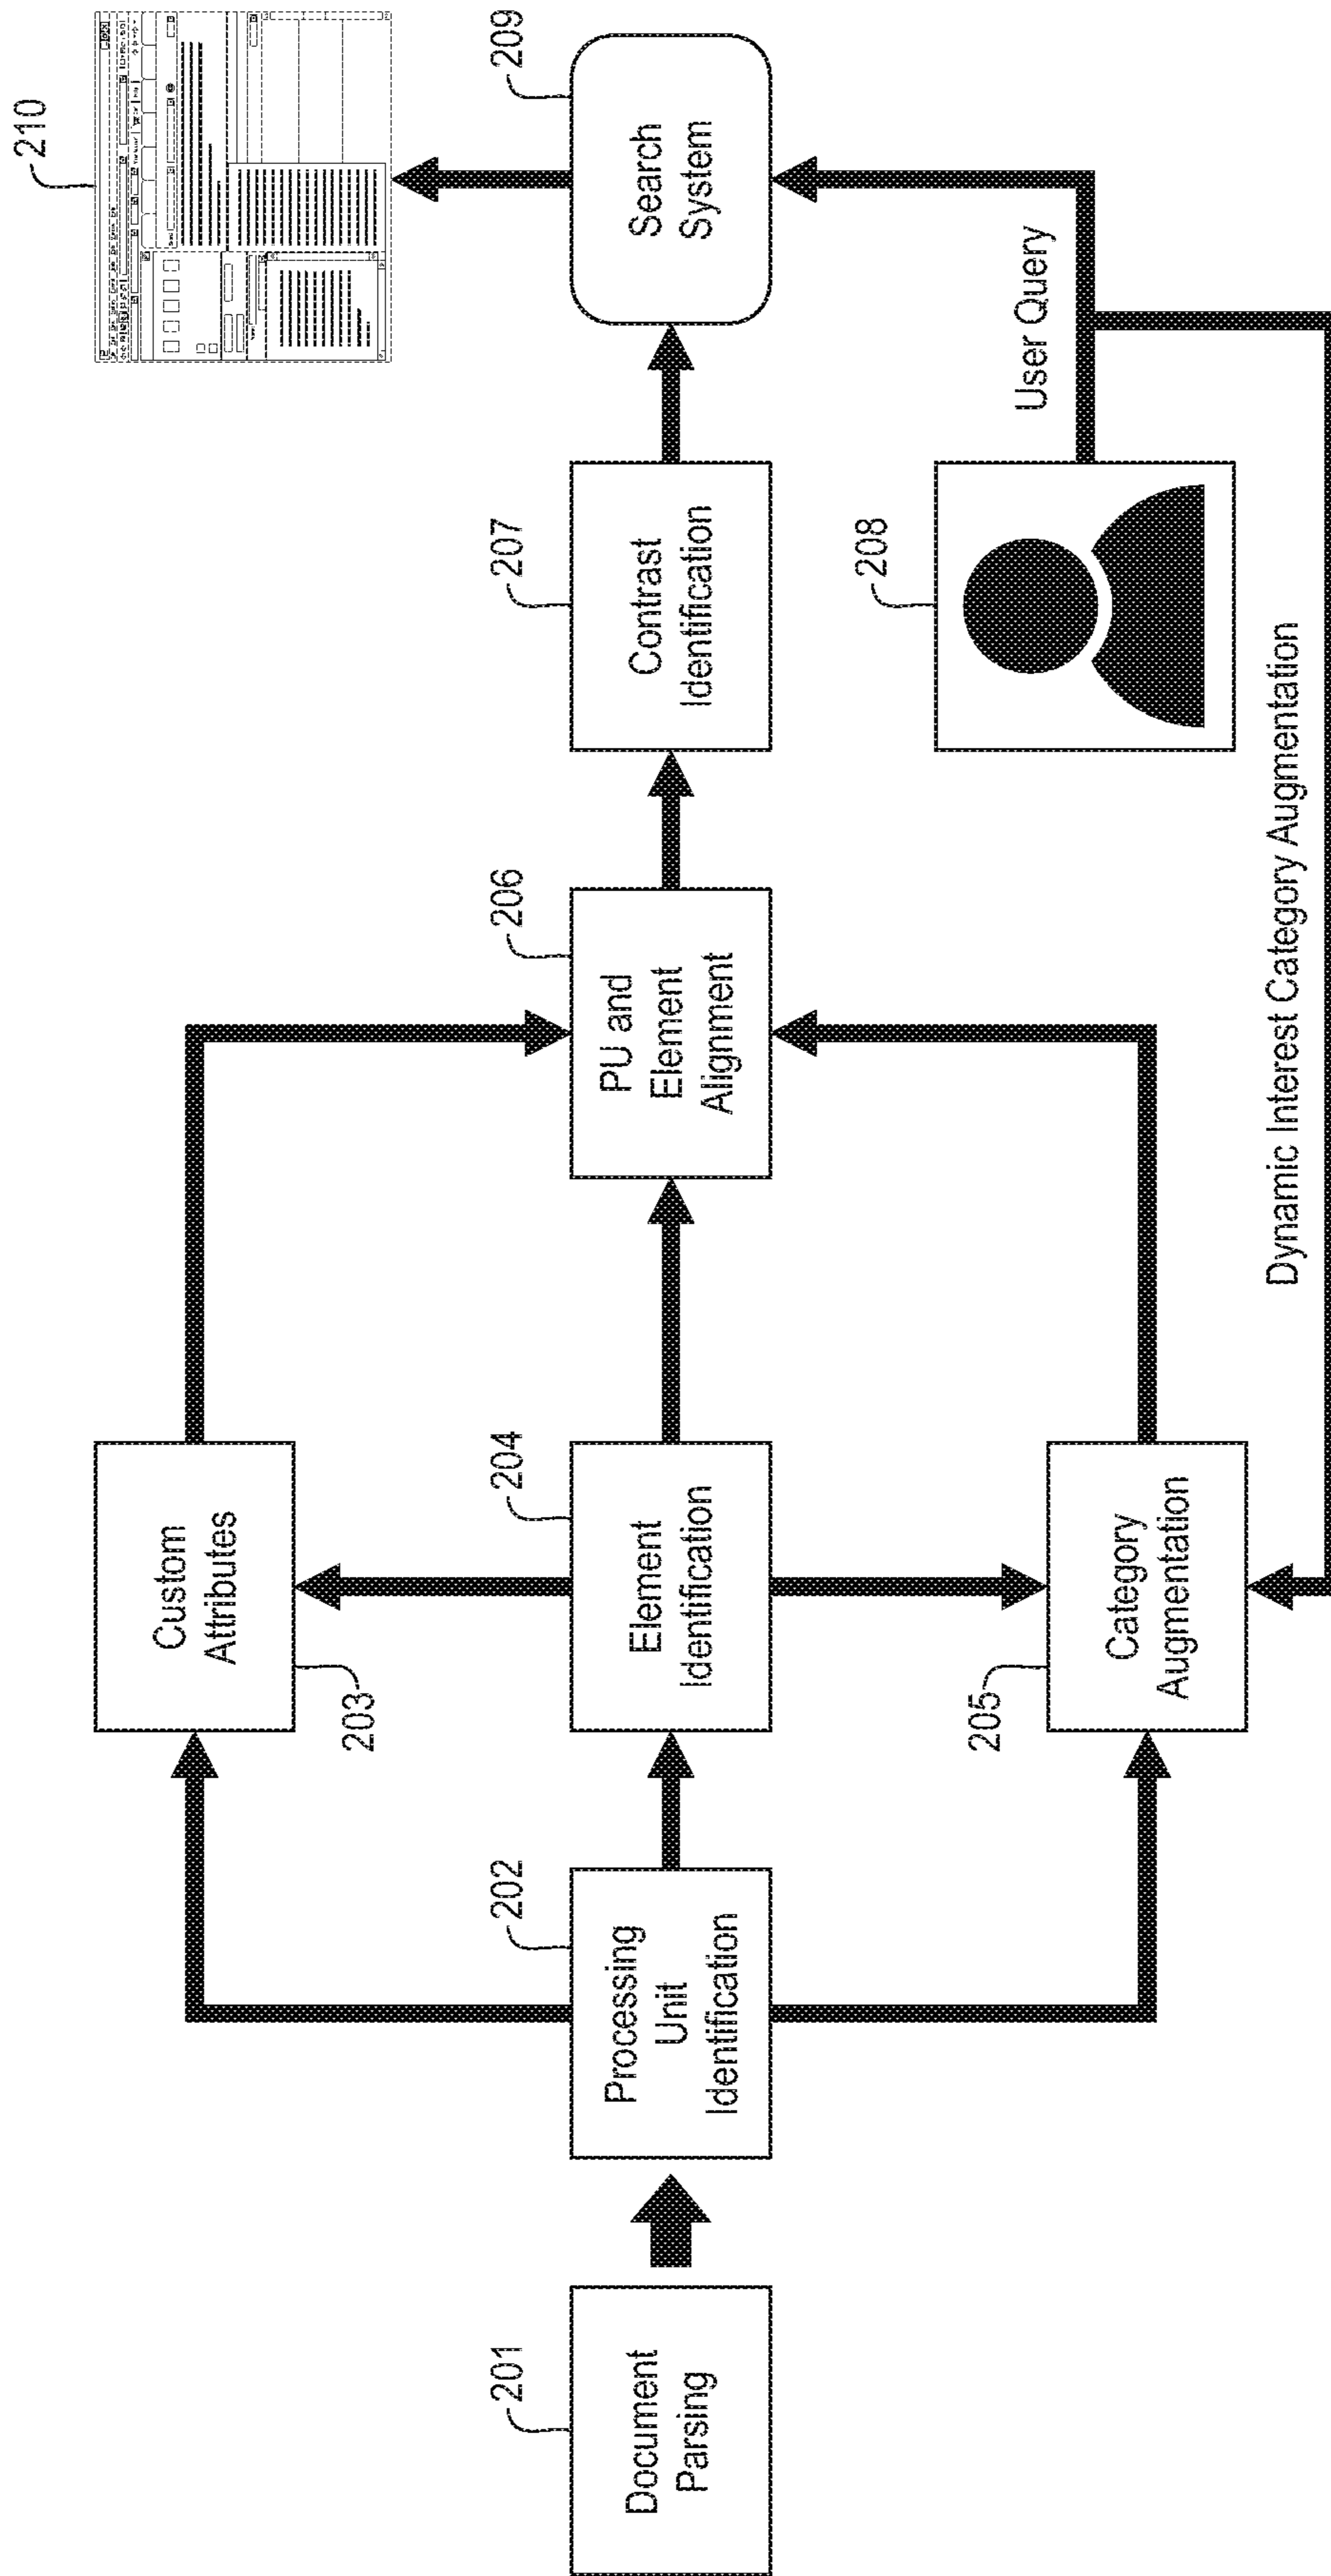 201
Document
Parsing
202
Processing
Unit
Identification
203
Custom
Attributes
204
Element
Identification
205
Category
Augmentation
206
PU and
Element
Alignment
207
Contrast
Identification
208
User Query
Dynamic Interest Category Augmentation
209
Search
System
210